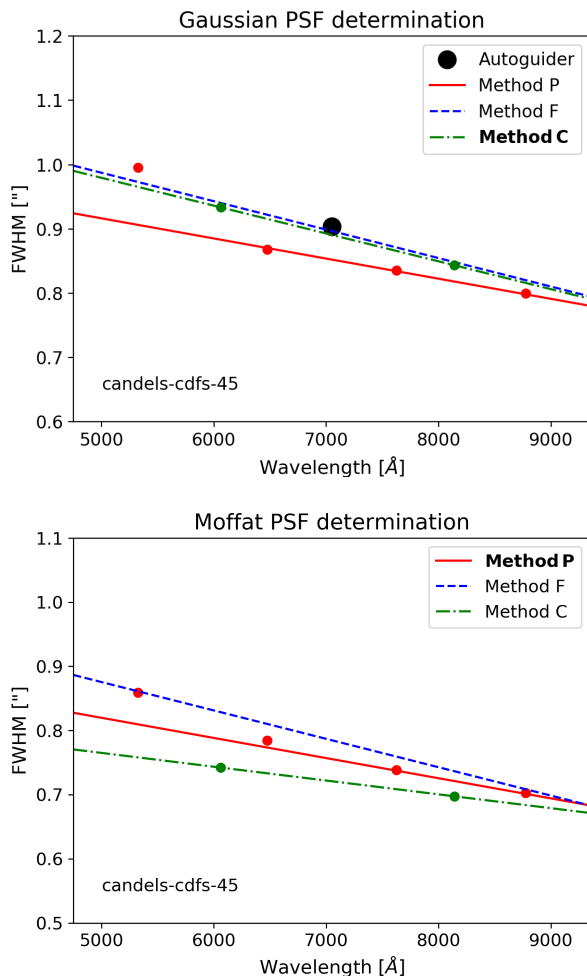 Gaussian PSF determination
1.2
1.1
1.0
0.9
0.8
0.7
0.6
FWHM ["]
Autoguider
Method P
Method F
Method C
candels-cdfs-45
5000 6000 7000 8000 9000
Wavelength [Å]
Moffat PSF determination
1.1
1.0
0.9
0.8
0.7
0.6
0.5
FWHM ["]
Method P
Method F
Method C
candels-cdfs-45
5000 6000 7000 8000 9000
Wavelength [Å]